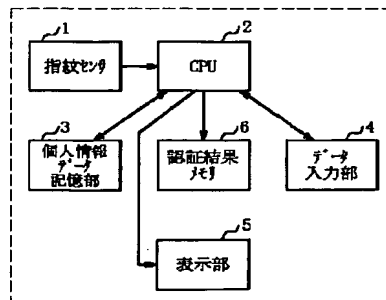 1
指紋センサ
2
CPU
3
個人情報
データ
記憶部
6
認証結果
メモリ
4
データ
入力部
5
表示部